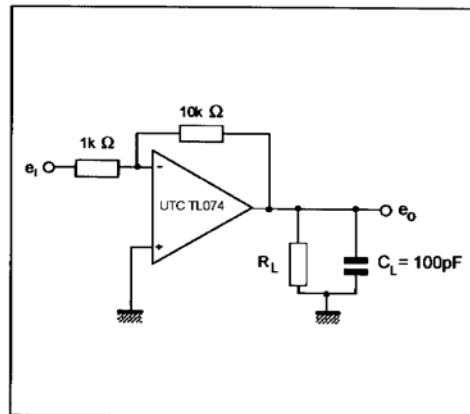 10k Ω
1k Ω
eI
-
UTC TL074
+
eo
RL
CL = 100pF